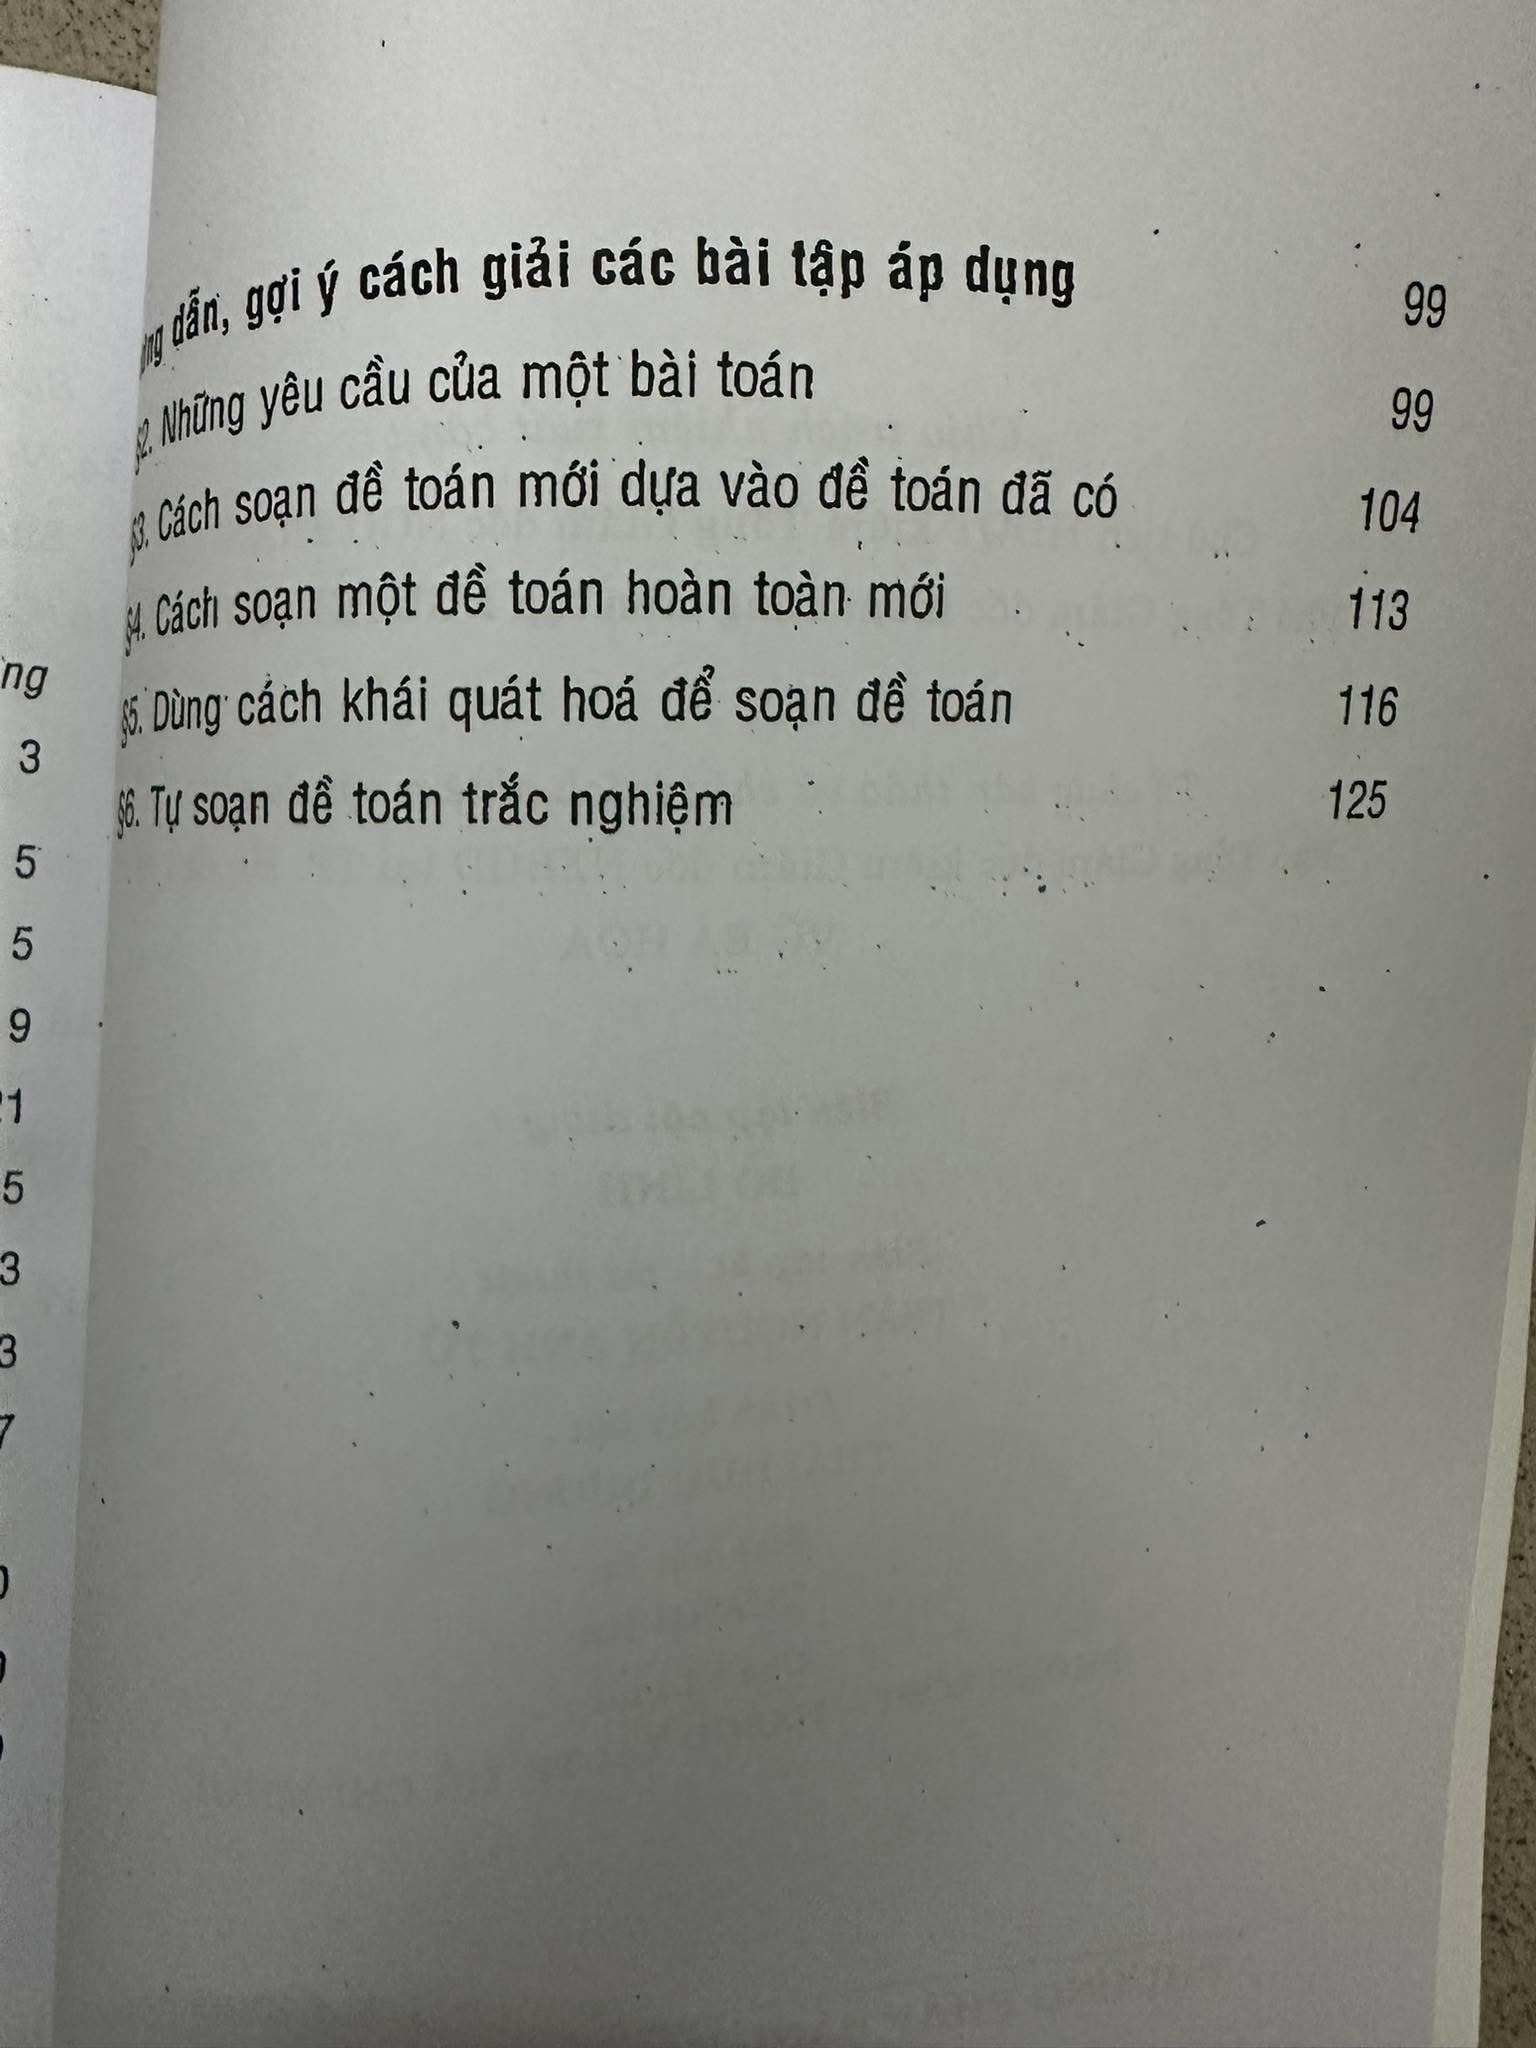 dẫn, gợi ý cách giải các bài tập áp dụng 99
§2. Những yêu cầu của một bài toán 99
§3. Cách soạn đề toán mới dựa vào đề toán đã có 104
§4. Cách soạn một đề toán hoàn toàn mới 113
§5. Dùng cách khái quát hoá để soạn đề toán 116
§6. Tự soạn đề toán trắc nghiệm 125
ng
3
5
5
9
21
5
3
3
7